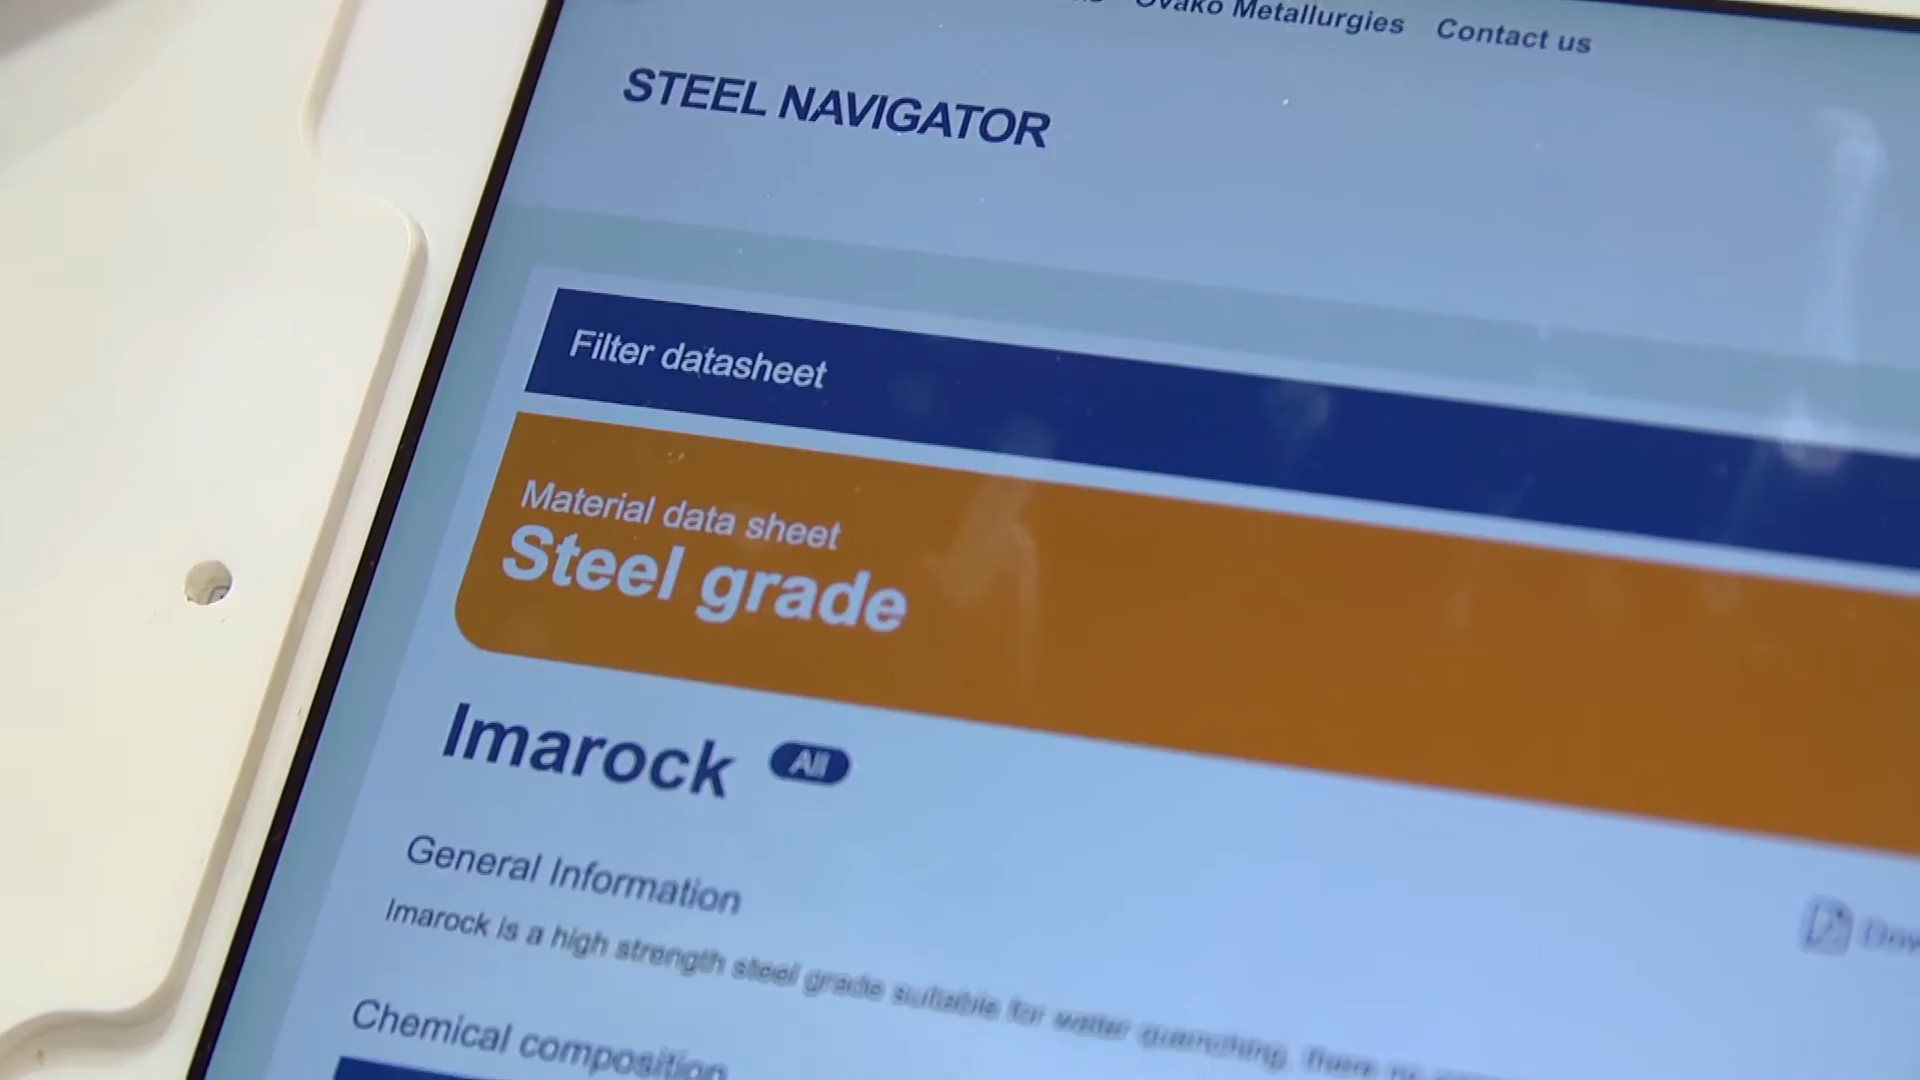 Ovako Metallurgies Contact us
STEEL NAVIGATOR
Filter datasheet
Material data sheet
Steel grade
Imarock All
General Information
Imarock is a high strength steel grade suitable for water quenching. There
Chemical composition